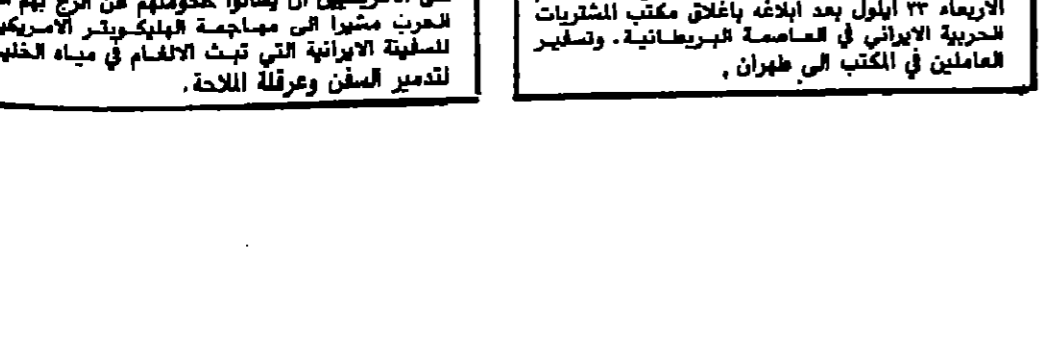 الاربعاء ٢٣ ايلول بعد ابلاغه باغلاق مكتب المشتريات
الحربية الايراني في العاصمة البريطانية. وتسفير
العاملين في المكتب الى طهران.
على الامريكيين ان يسألوا حكومتهم عن الزج بهم
الحرب مشيرا الى مهاجمة الهليكوبتر الامريكية
للسفينة الايرانية التي تبث الالغام في مياه الخليج
لتدمير السفن وعرقلة الملاحة.